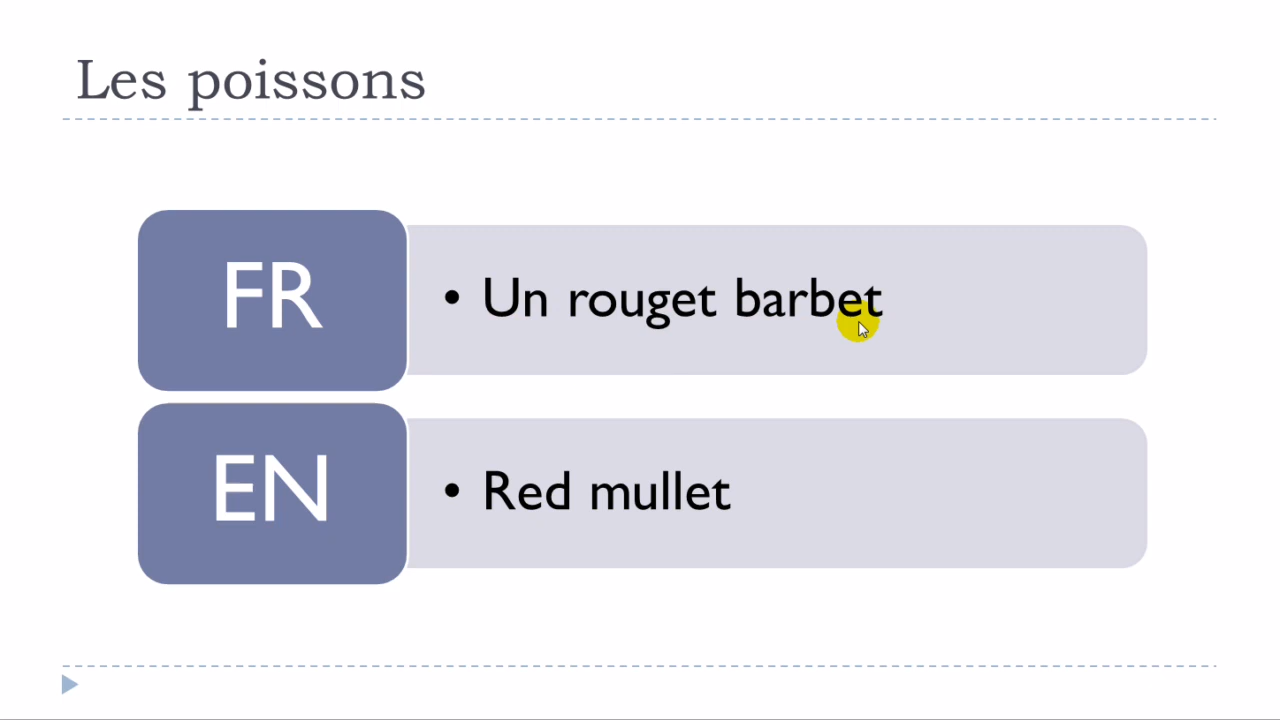 Les poissons
FR
• Un rouget barbet
EN
• Red mullet